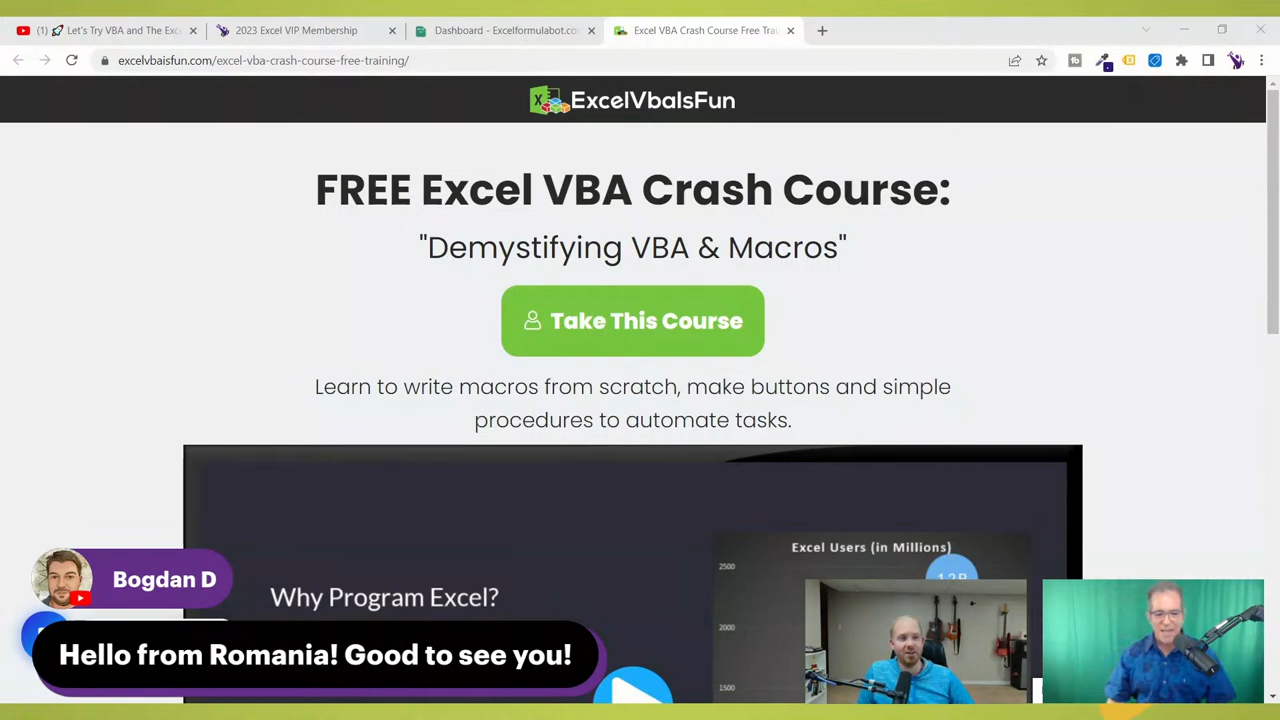 (1) 🚀 Let's Try VBA and The Exc
2023 Excel VIP Membership
Dashboard - Excelformulabot.co
Excel VBA Crash Course Free Trai
excelvbaisfun.com/excel-vba-crash-course-free-training/
ExcelVbaIsFun
FREE Excel VBA Crash Course:
"Demystifying VBA & Macros"
Take This Course
Learn to write macros from scratch, make buttons and simple
procedures to automate tasks.
Why Program Excel?
Excel Users (in Millions)
1.2B
2500
2000
1500
Bogdan D
Hello from Romania! Good to see you!